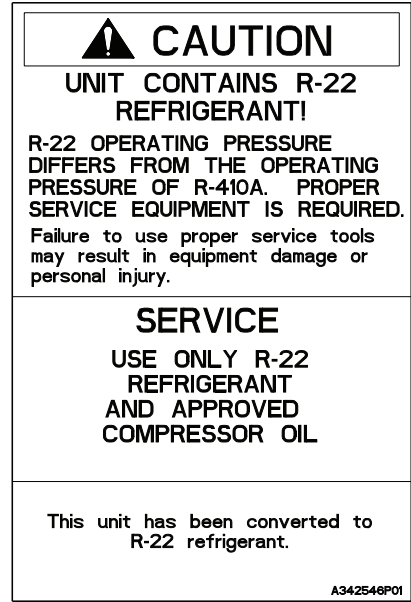 CAUTION
UNIT CONTAINS R-22
REFRIGERANT!
R-22 OPERATING PRESSURE
DIFFERS FROM THE OPERATING
PRESSURE OF R-410A. PROPER
SERVICE EQUIPMENT IS REQUIRED.
Failure to use proper service tools
may result in equipment damage or
personal injury.
SERVICE
USE ONLY R-22
REFRIGERANT
AND APPROVED
COMPRESSOR OIL
This unit has been converted to
R-22 refrigerant.
A342546P01